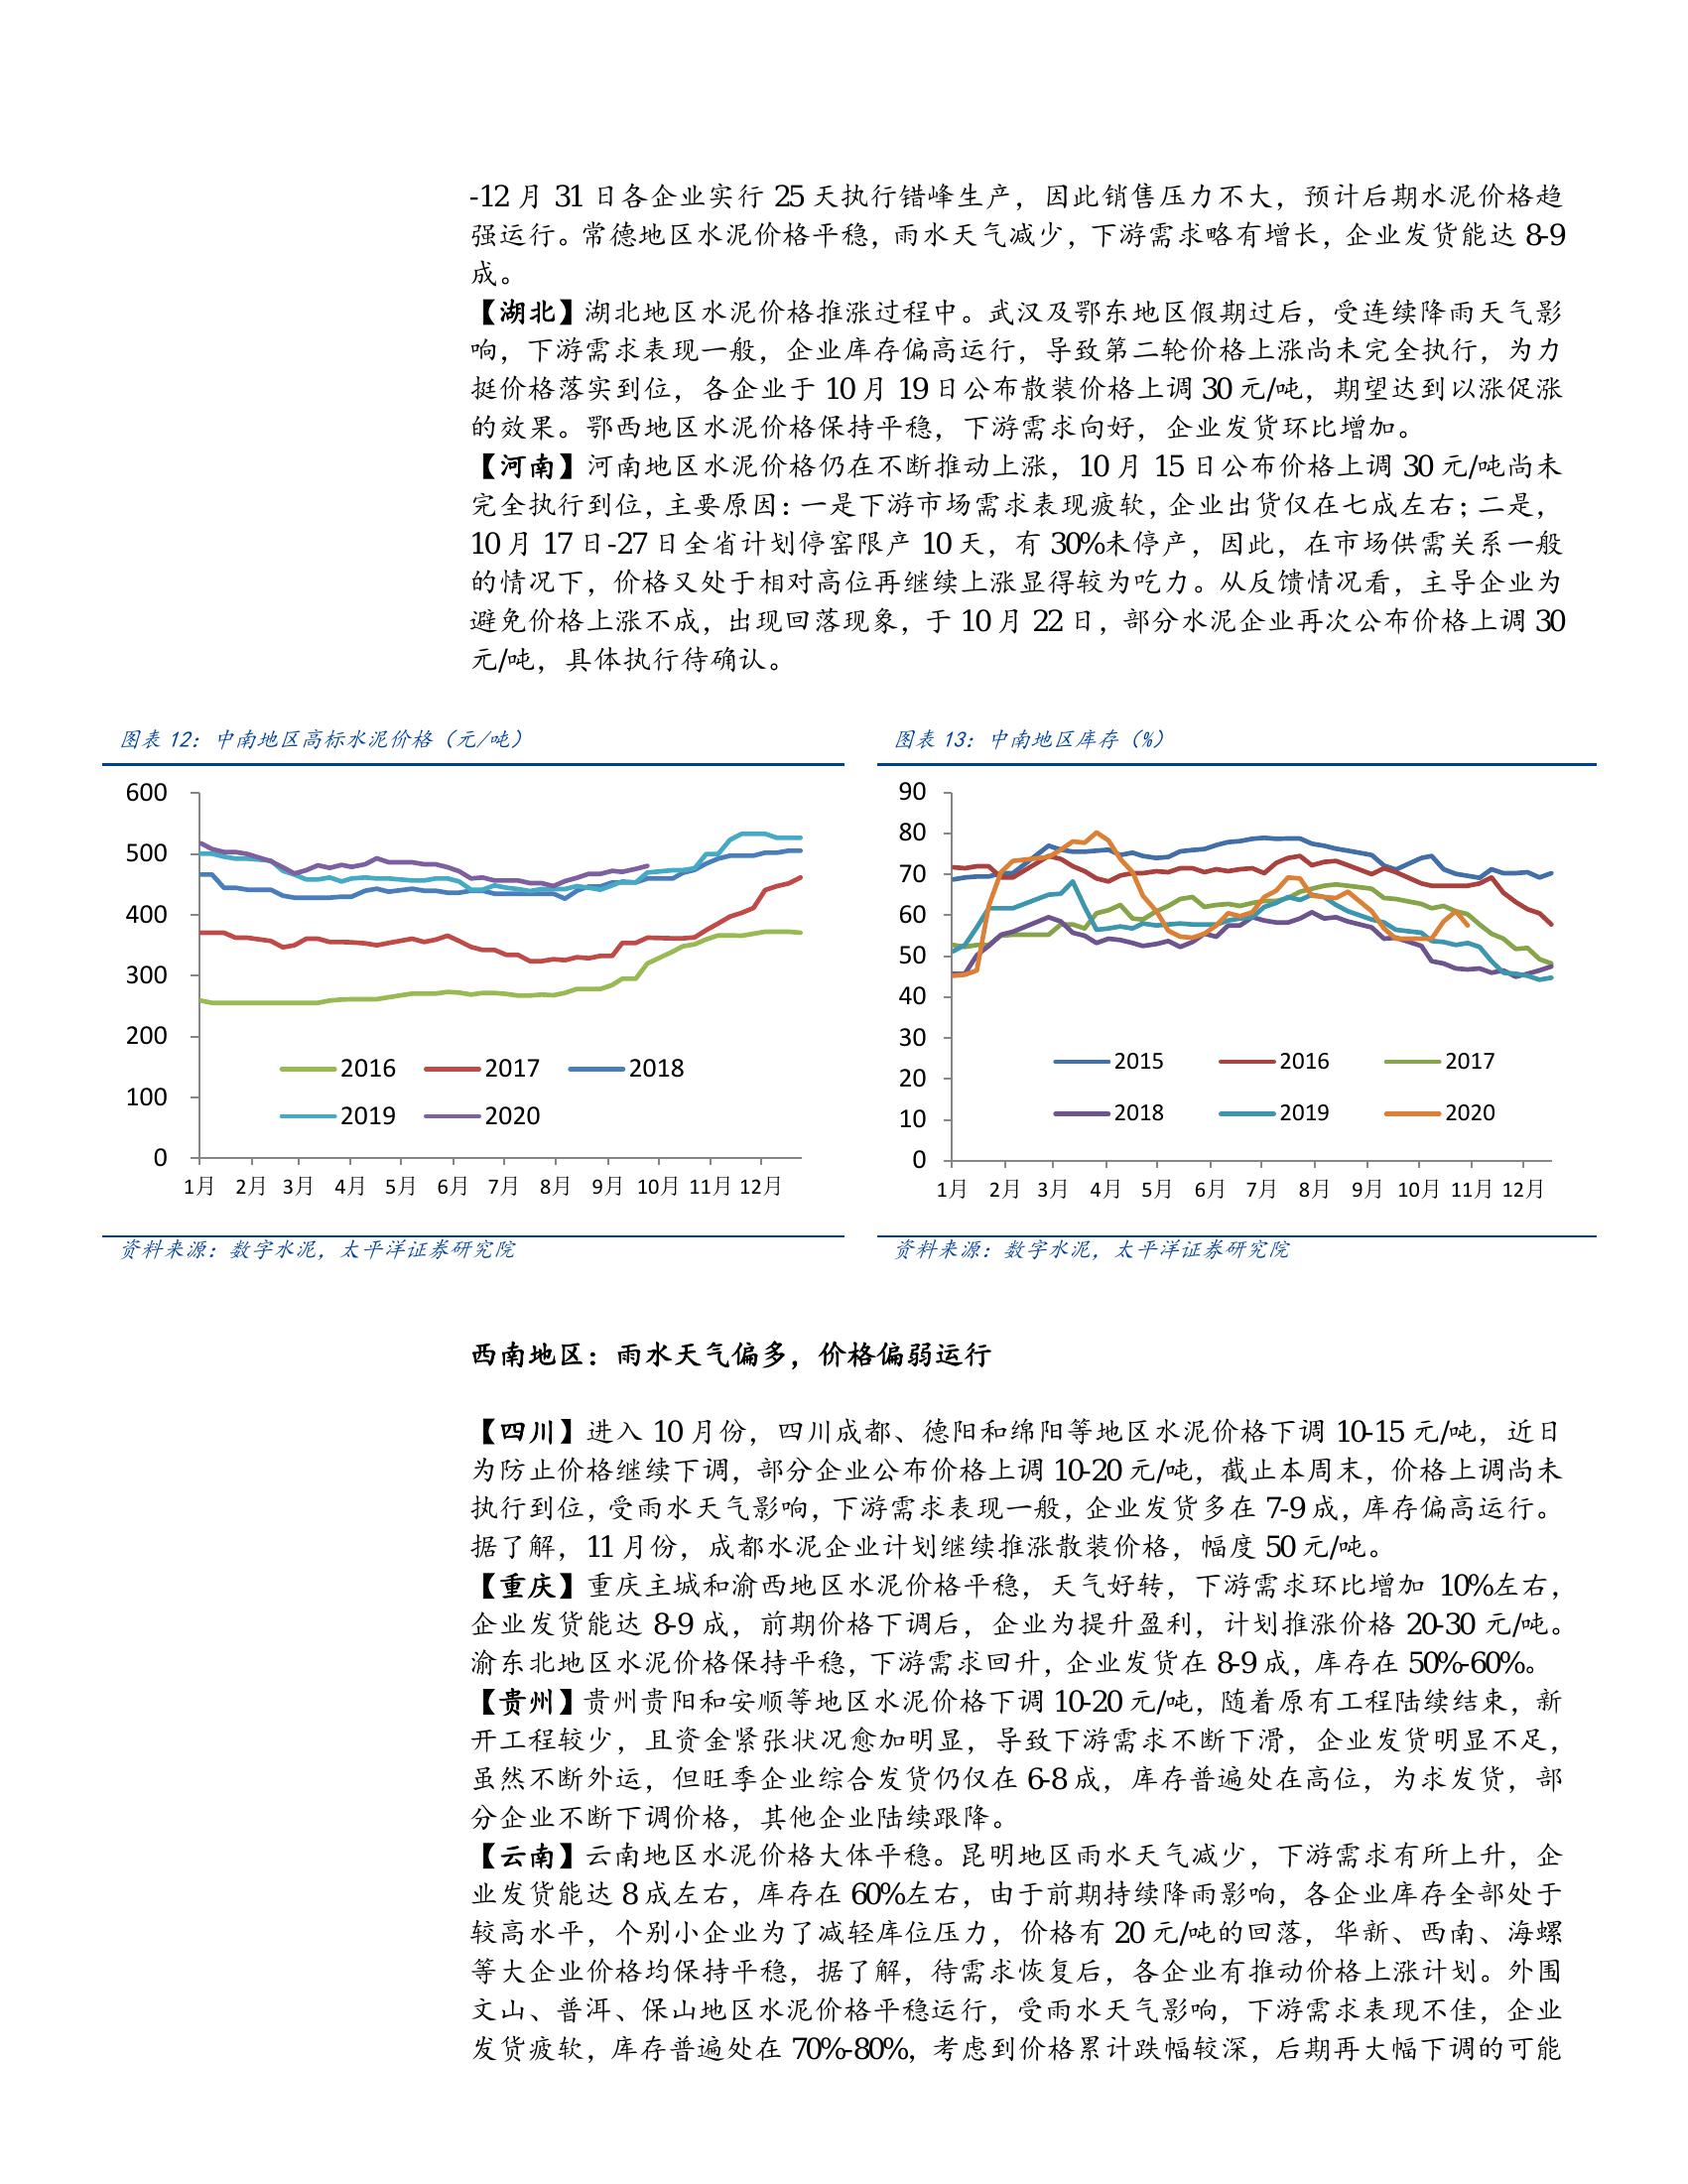 -12 月 31 日各企业实行 25 天执行错峰生产，因此销售压力不大，预计后期水泥价格趋
强运行。常德地区水泥价格平稳，雨水天气减少，下游需求略有增长，企业发货能达 8-9
成。
【湖北】湖北地区水泥价格推涨过程中。武汉及鄂东地区假期过后，受连续降雨天气影
响，下游需求表现一般，企业库存偏高运行，导致第二轮价格上涨尚未完全执行，为力
挺价格落实到位，各企业于 10 月 19 日公布散装价格上调 30 元/吨，期望达到以涨促涨
的效果。鄂西地区水泥价格保持平稳，下游需求向好，企业发货环比增加。
【河南】河南地区水泥价格仍在不断推动上涨，10 月 15 日公布价格上调 30 元/吨尚未
完全执行到位，主要原因：一是下游市场需求表现疲软，企业出货仅在七成左右；二是，
10 月 17 日-27 日全省计划停窑限产 10 天，有 30%未停产，因此，在市场供需关系一般
的情况下，价格又处于相对高位再继续上涨显得较为吃力。从反馈情况看，主导企业为
避免价格上涨不成，出现回落现象，于 10 月 22 日，部分水泥企业再次公布价格上调 30
元/吨，具体执行待确认。
图表 12：中南地区高标水泥价格（元/吨）
600
500
400
300
200
100
0
2016 2017 2018
2019 2020
1月 2月 3月 4月 5月 6月 7月 8月 9月 10月 11月 12月
资料来源：数字水泥，太平洋证券研究院
图表 13：中南地区库存（%）
90
80
70
60
50
40
30
20
10
0
2015 2016 2017
2018 2019 2020
1月 2月 3月 4月 5月 6月 7月 8月 9月 10月 11月 12月
资料来源：数字水泥，太平洋证券研究院
西南地区：雨水天气偏多，价格偏弱运行
【四川】进入 10 月份，四川成都、德阳和绵阳等地区水泥价格下调 10-15 元/吨，近日
为防止价格继续下调，部分企业公布价格上调 10-20 元/吨，截止本周末，价格上调尚未
执行到位，受雨水天气影响，下游需求表现一般，企业发货多在 7-9 成，库存偏高运行。
据了解，11 月份，成都水泥企业计划继续推涨散装价格，幅度 50 元/吨。
【重庆】重庆主城和渝西地区水泥价格平稳，天气好转，下游需求环比增加 10%左右，
企业发货能达 8-9 成，前期价格下调后，企业为提升盈利，计划推涨价格 20-30 元/吨。
渝东北地区水泥价格保持平稳，下游需求回升，企业发货在 8-9 成，库存在 50%-60%。
【贵州】贵州贵阳和安顺等地区水泥价格下调 10-20 元/吨，随着原有工程陆续结束，新
开工程较少，且资金紧张状况愈加明显，导致下游需求不断下滑，企业发货明显不足，
虽然不断外运，但旺季企业综合发货仍仅在 6-8 成，库存普遍处在高位，为求发货，部
分企业不断下调价格，其他企业陆续跟降。
【云南】云南地区水泥价格大体平稳。昆明地区雨水天气减少，下游需求有所上升，企
业发货能达 8 成左右，库存在 60%左右，由于前期持续降雨影响，各企业库存全部处于
较高水平，个别小企业为了减轻库位压力，价格有 20 元/吨的回落，华新、西南、海螺
等大企业价格均保持平稳，据了解，待需求恢复后，各企业有推动价格上涨计划。外围
文山、普洱、保山地区水泥价格平稳运行，受雨水天气影响，下游需求表现不佳，企业
发货疲软，库存普遍处在 70%-80%，考虑到价格累计跌幅较深，后期再大幅下调的可能